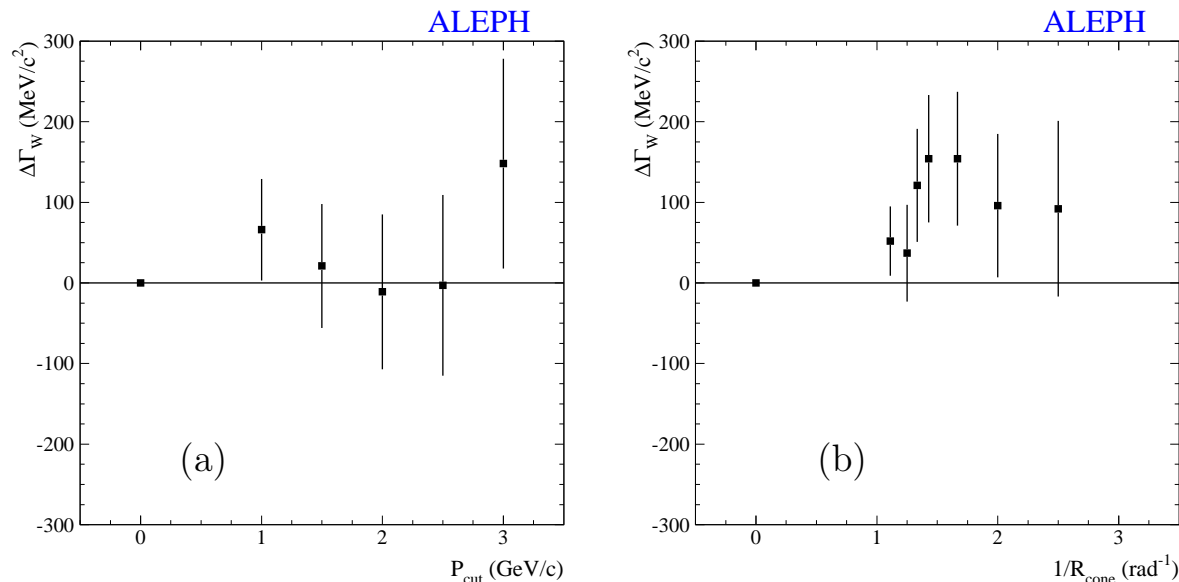 ALEPH
ΔΓ_W (MeV/c²)
300
200
100
0
-100
-200
-300
(a)
0 1 2 3
P_cut (GeV/c)
ALEPH
ΔΓ_W (MeV/c²)
300
200
100
0
-100
-200
-300
(b)
0 1 2 3
1/R_cone (rad⁻¹)